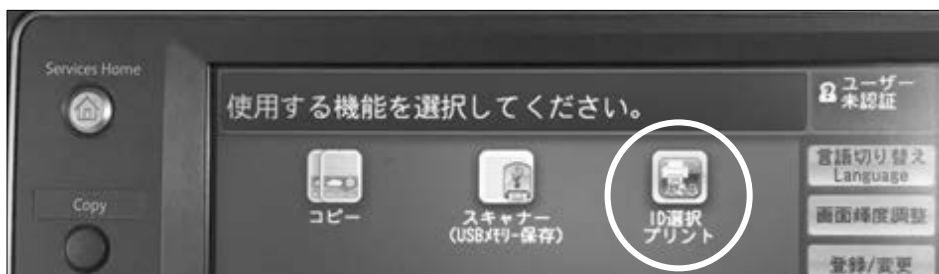 Services Home
使用する機能を選択してください。
ユーザー
未認証
言語切り替え
Language
Copy
コピー
スキャナー
(USBメモリー保存)
ID選択
プリント
画面輝度調整
登録/変更